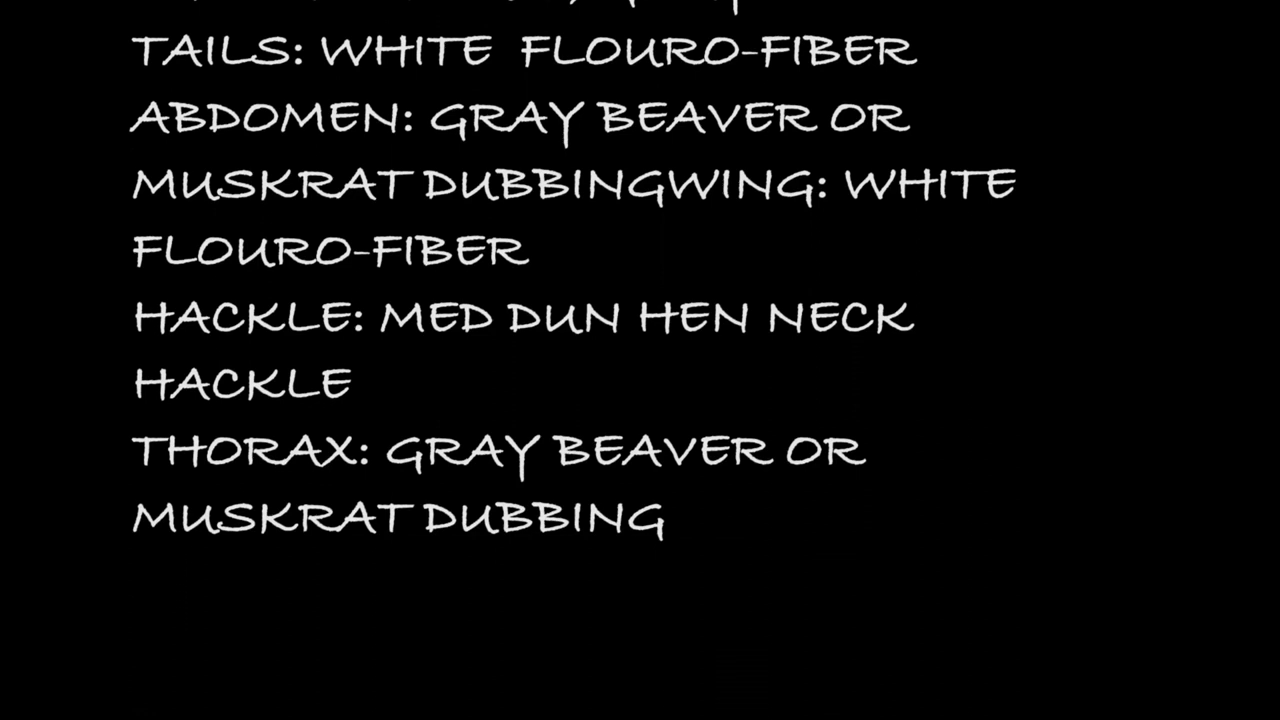 TAILS: WHITE FLOURO-FIBER
ABDOMEN: GRAY BEAVER OR
MUSKRAT DUBBINGWING: WHITE
FLOURO-FIBER
HACKLE: MED DUN HEN NECK
HACKLE
THORAX: GRAY BEAVER OR
MUSKRAT DUBBING